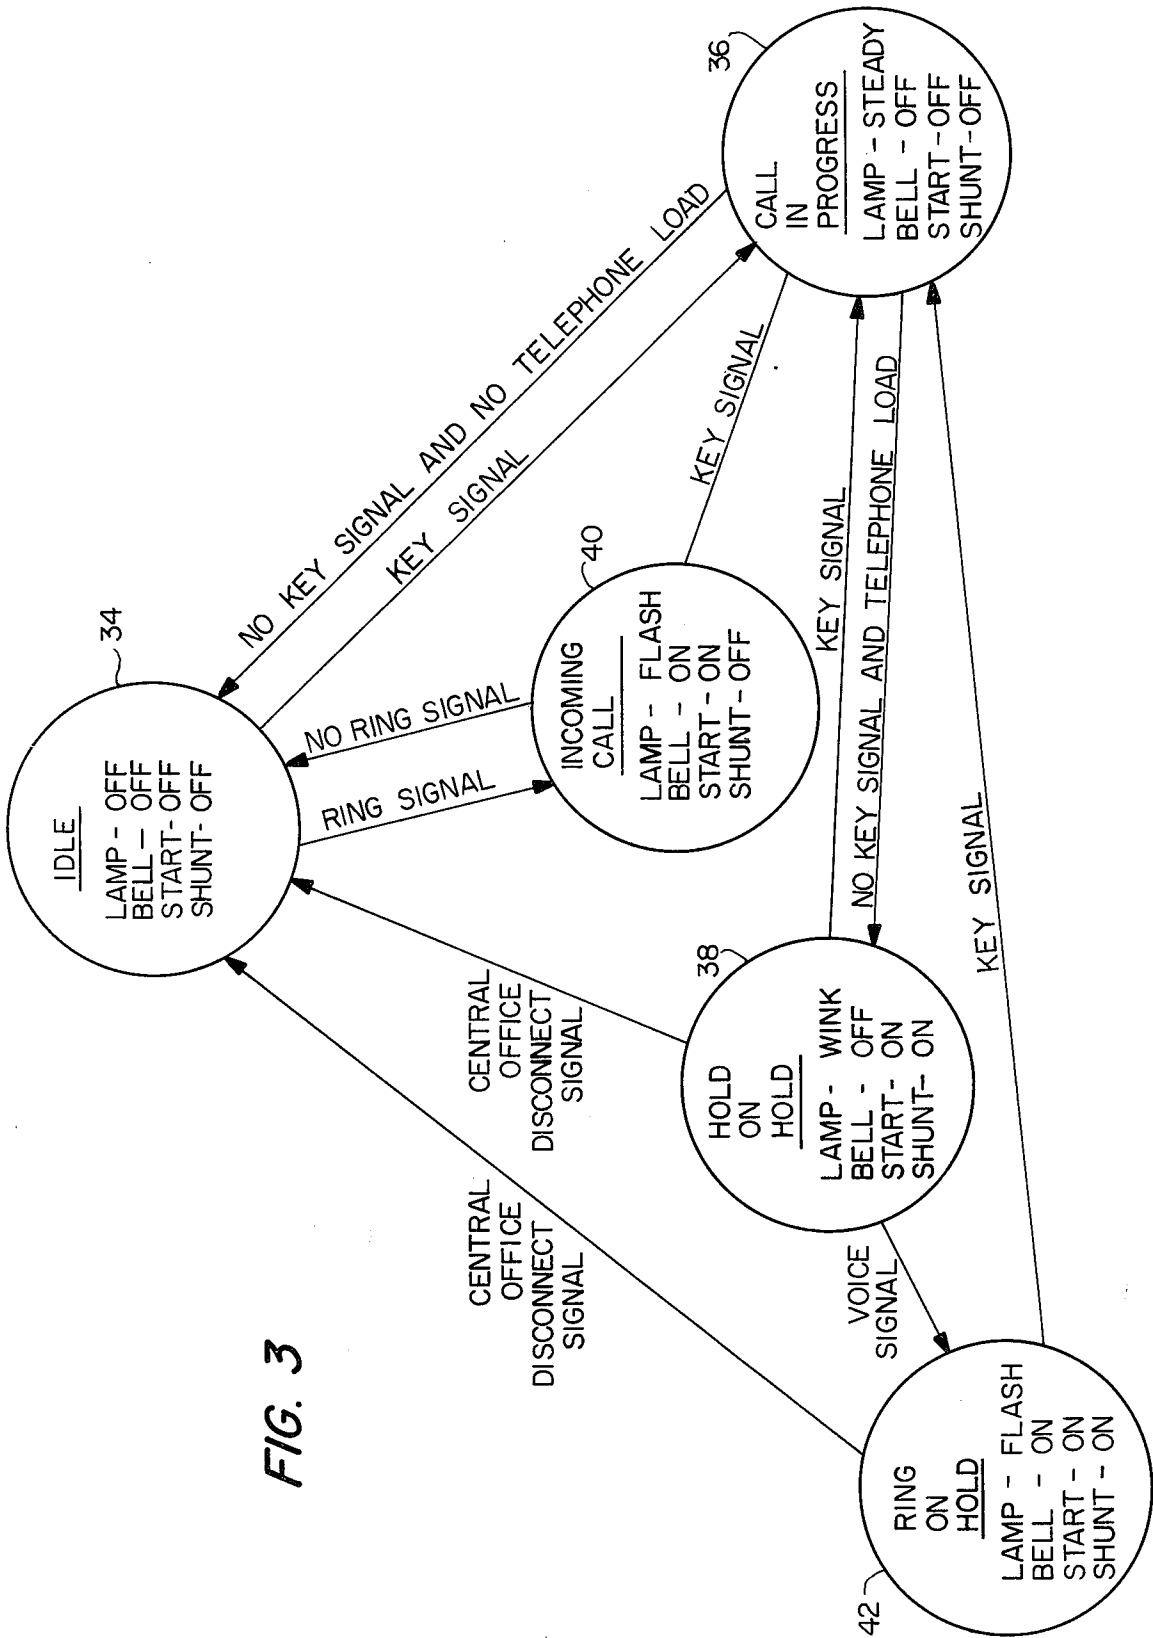 FIG. 3
34
IDLE
LAMP - OFF
BELL - OFF
START - OFF
SHUNT - OFF
NO KEY SIGNAL AND NO TELEPHONE LOAD
KEY SIGNAL
NO RING SIGNAL
RING SIGNAL
CENTRAL
OFFICE
DISCONNECT
SIGNAL
CENTRAL
OFFICE
DISCONNECT
SIGNAL
40
INCOMING
CALL
LAMP - FLASH
BELL - ON
START - ON
SHUNT - OFF
KEY SIGNAL
36
CALL
IN
PROGRESS
LAMP - STEADY
BELL - OFF
START - OFF
SHUNT - OFF
KEY SIGNAL
NO KEY SIGNAL AND TELEPHONE LOAD
38
HOLD
ON
HOLD
LAMP - WINK
BELL - OFF
START - ON
SHUNT - ON
VOICE
SIGNAL
KEY SIGNAL
42
RING
ON
HOLD
LAMP - FLASH
BELL - ON
START - ON
SHUNT - ON